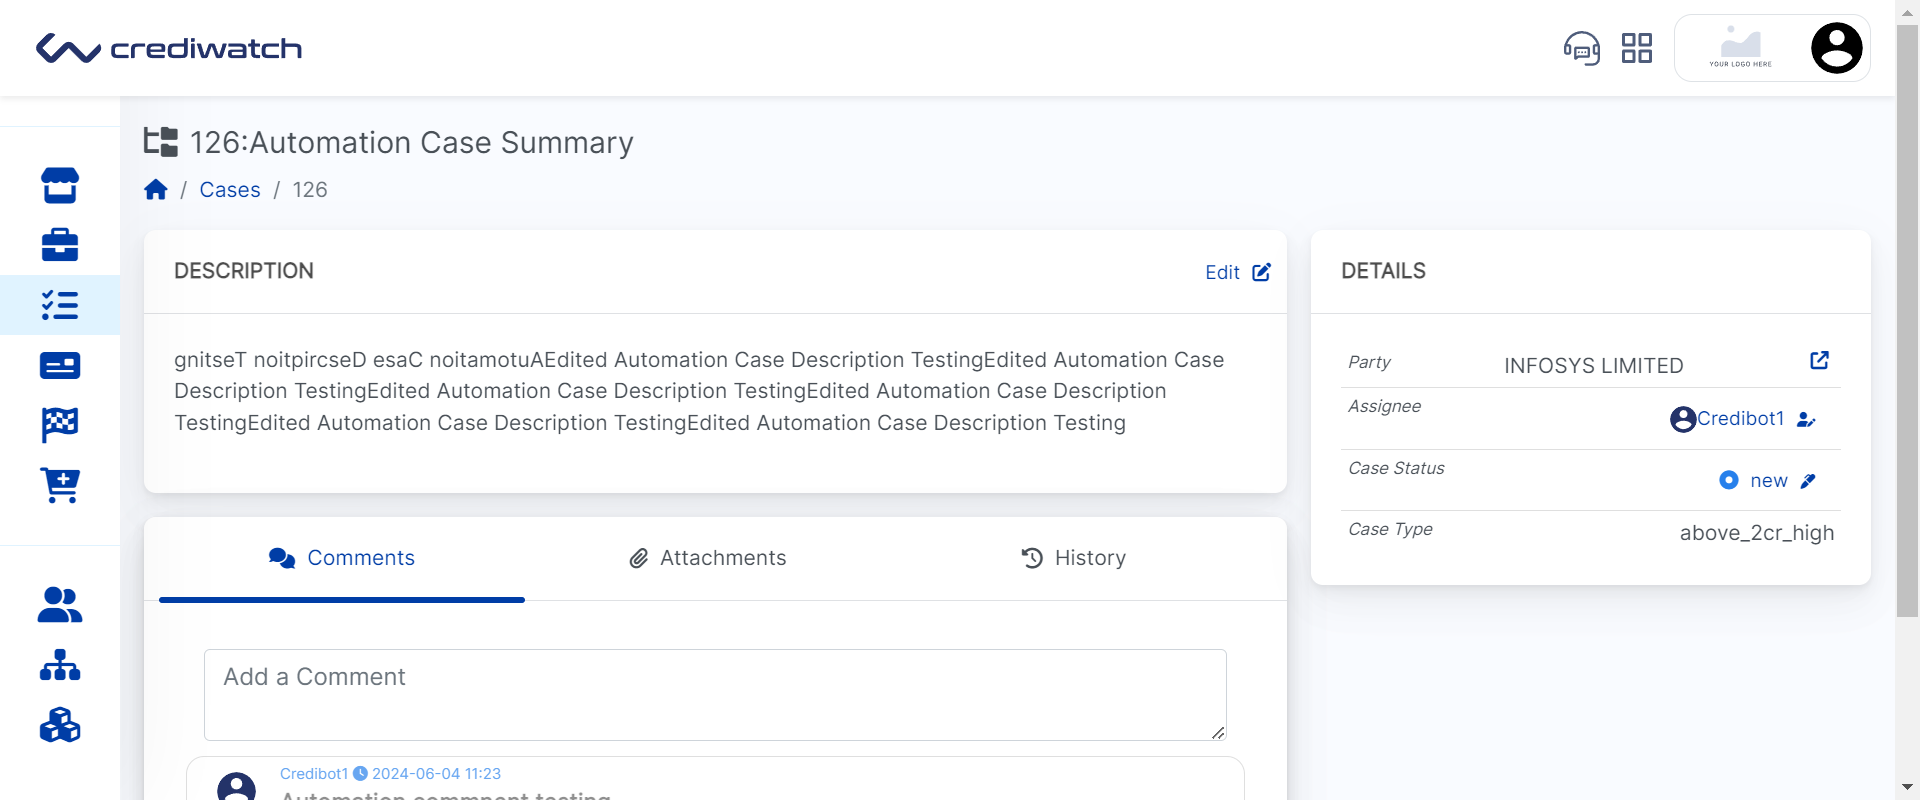 crediwatch
YOUR LOGO HERE
126:Automation Case Summary
/ Cases / 126
DESCRIPTION
Edit
gnitseT noitpircseD esaC noitamotuAEdited Automation Case Description TestingEdited Automation Case
Description TestingEdited Automation Case Description TestingEdited Automation Case Description
TestingEdited Automation Case Description TestingEdited Automation Case Description Testing
DETAILS
Party INFOSYS LIMITED
Assignee Credibot1
Case Status new
Case Type above_2cr_high
Comments Attachments History
Add a Comment
Credibot1 2024-06-04 11:23
Automation commnent testing